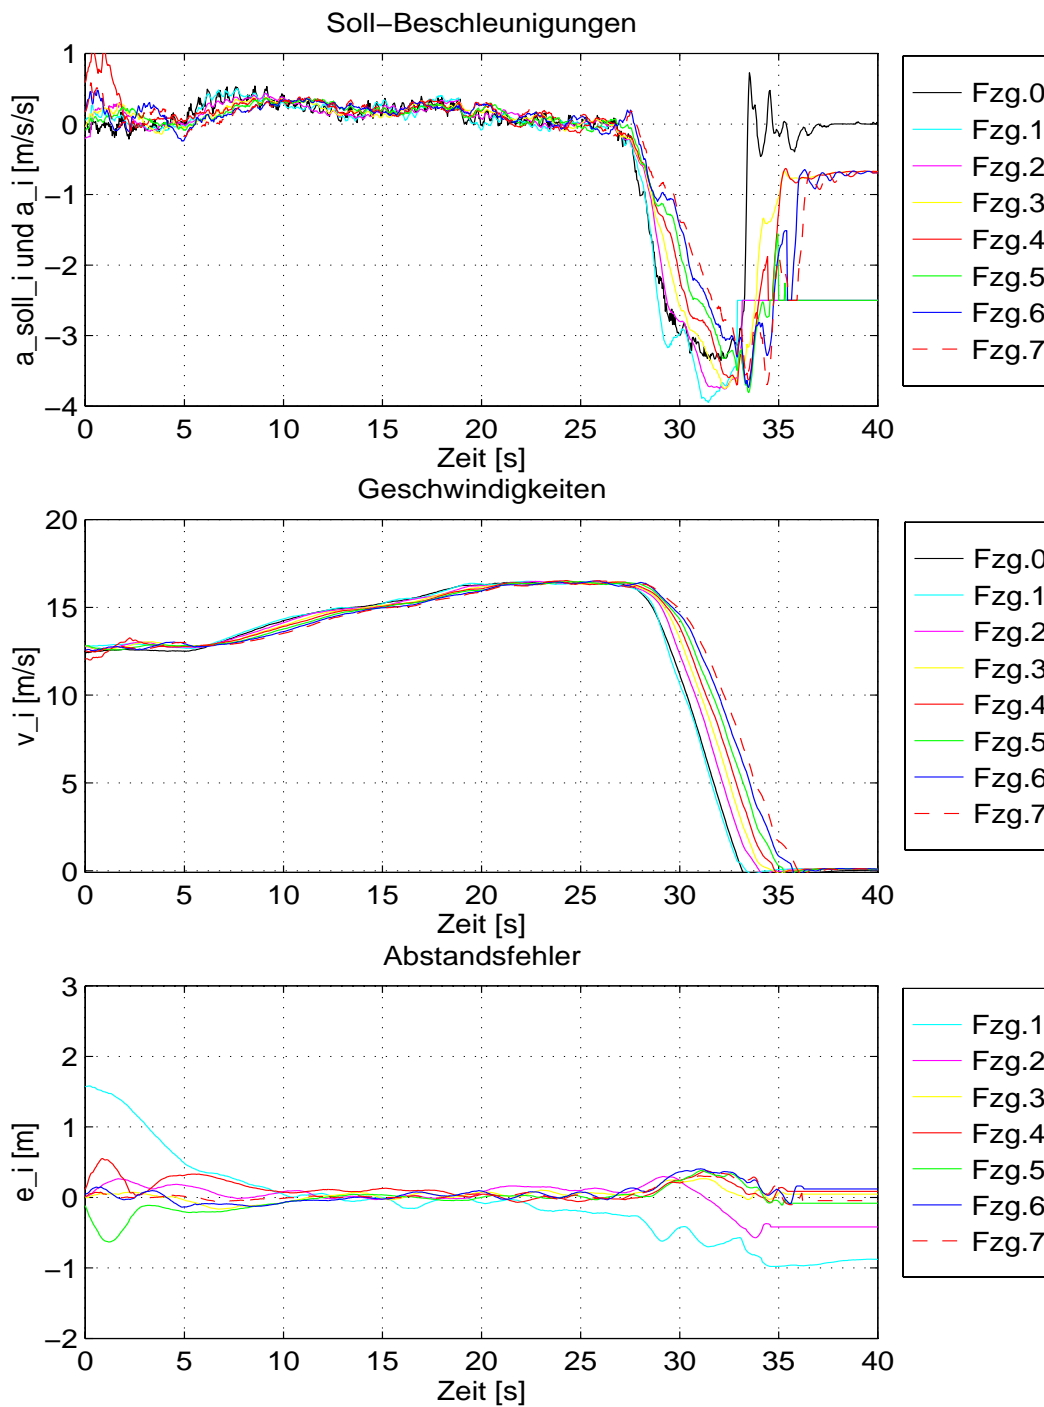 Soll-Beschleunigungen
a_soll_i und a_i [m/s/s]
1
0
-1
-2
-3
-4
0 5 10 15 20 25 30 35 40
Zeit [s]
Fzg.0
Fzg.1
Fzg.2
Fzg.3
Fzg.4
Fzg.5
Fzg.6
Fzg.7
Geschwindigkeiten
v_i [m/s]
20
15
10
5
0
0 5 10 15 20 25 30 35 40
Zeit [s]
Fzg.0
Fzg.1
Fzg.2
Fzg.3
Fzg.4
Fzg.5
Fzg.6
Fzg.7
Abstandsfehler
e_i [m]
3
2
1
0
-1
-2
0 5 10 15 20 25 30 35 40
Zeit [s]
Fzg.1
Fzg.2
Fzg.3
Fzg.4
Fzg.5
Fzg.6
Fzg.7